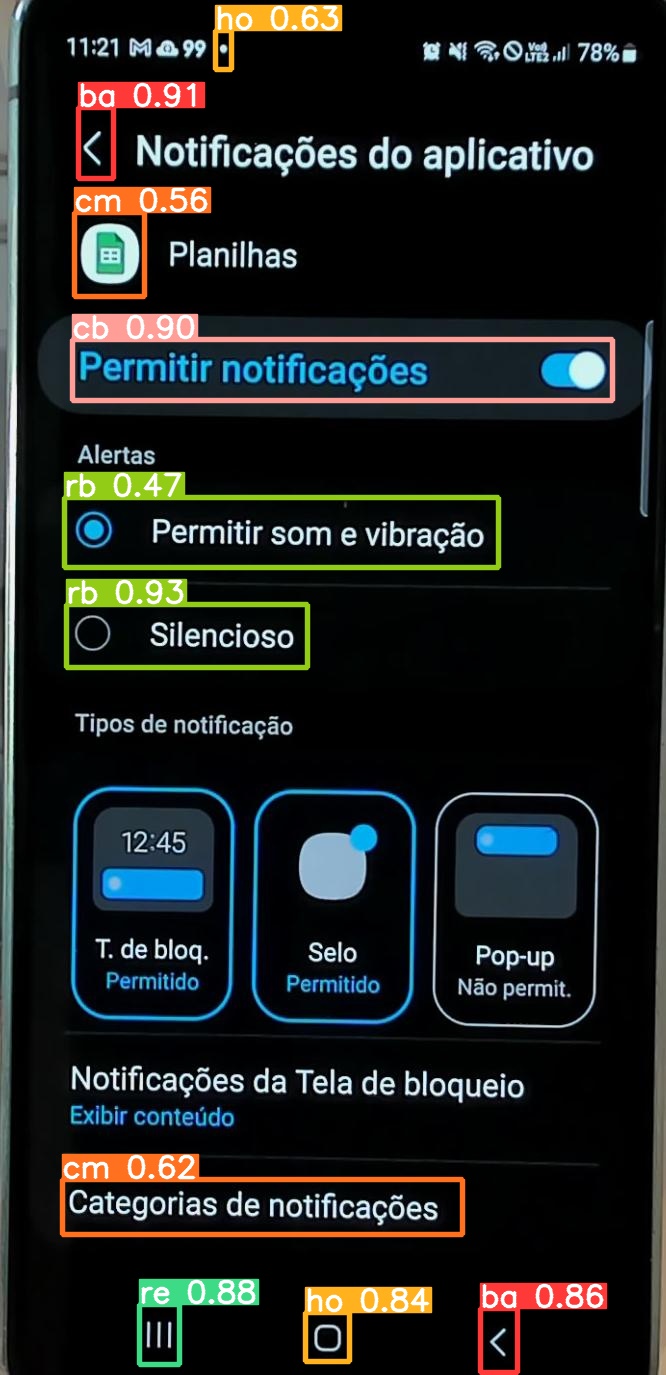 ho 0.63
11:21 99
78%
ba 0.91
Notificações do aplicativo
cm 0.56
Planilhas
cb 0.90
Permitir notificações
Alertas
rb 0.47
Permitir som e vibração
rb 0.93
Silencioso
Tipos de notificação
12:45
T. de bloq.
Permitido
Selo
Permitido
Pop-up
Não permit.
Notificações da Tela de bloqueio
Exibir conteúdo
cm 0.62
Categorias de notificações
re 0.88
ho 0.84
ba 0.86